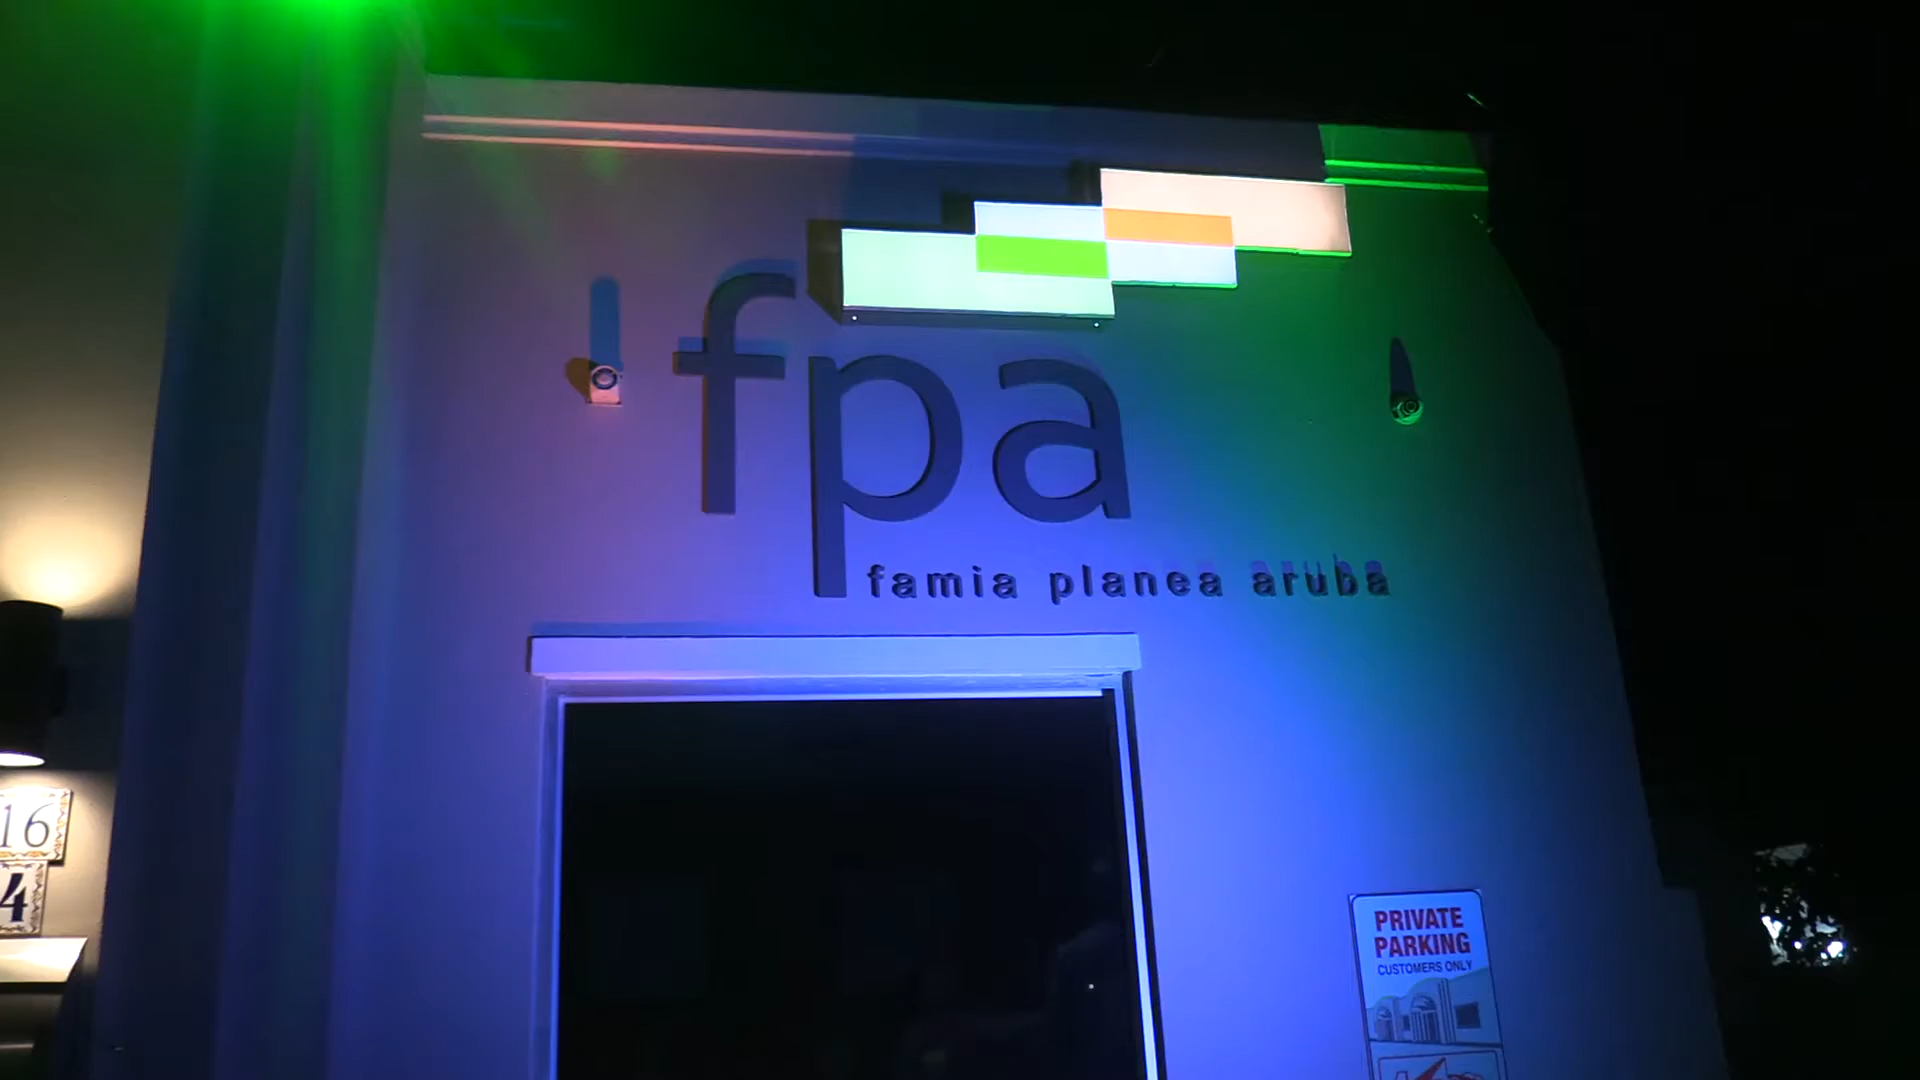 fpa
famia planea aruba
16
4
PRIVATE
PARKING
CUSTOMERS ONLY